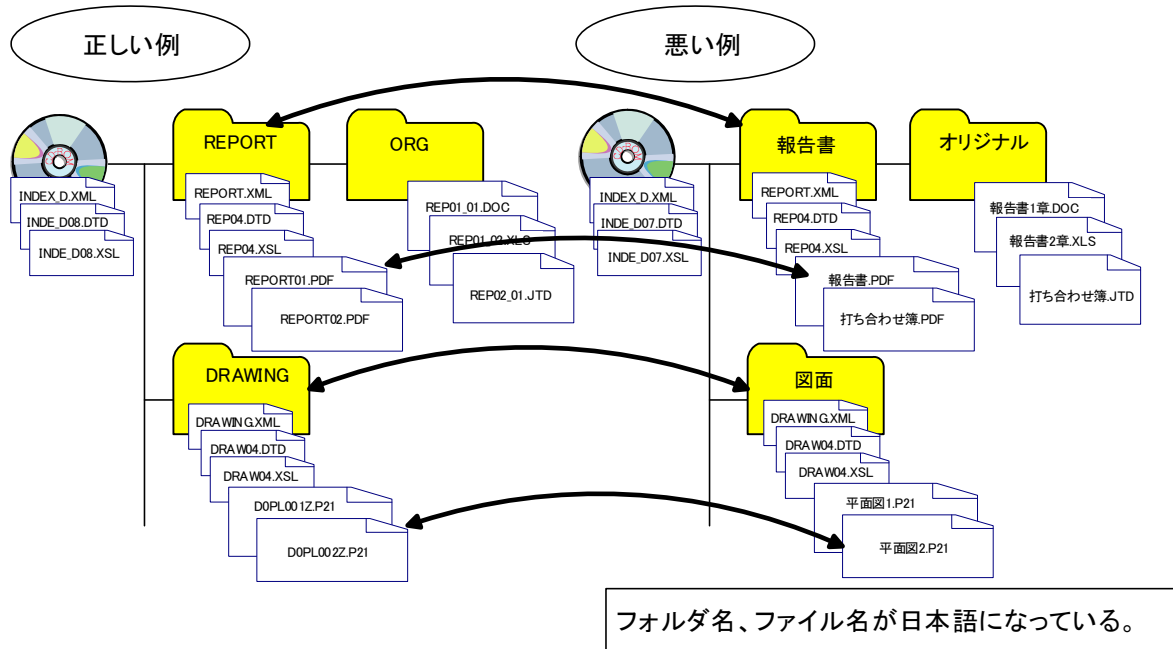 正しい例
悪い例
REPORT
ORG
報告書
オリジナル
CD-ROM
INDEX_D.XML
INDE_D08.DTD
INDE_D08.XSL
REPORT.XML
REP04.DTD
REP04.XSL
REPORT01.PDF
REPORT02.PDF
REP01_01.DOC
REP01_02.XLS
REP02_01.JTD
CD-ROM
INDEX_D.XML
INDE_D07.DTD
INDE_D07.XSL
REPORT.XML
REP04.DTD
REP04.XSL
報告書.PDF
打ち合わせ簿.PDF
報告書1章.DOC
報告書2章.XLS
打ち合わせ簿.JTD
DRAWING
DRAWING.XML
DRAW04.DTD
DRAW04.XSL
D0PL001Z.P21
D0PL002Z.P21
図面
DRAWING.XML
DRAW04.DTD
DRAW04.XSL
平面図1.P21
平面図2.P21
フォルダ名、ファイル名が日本語になっている。